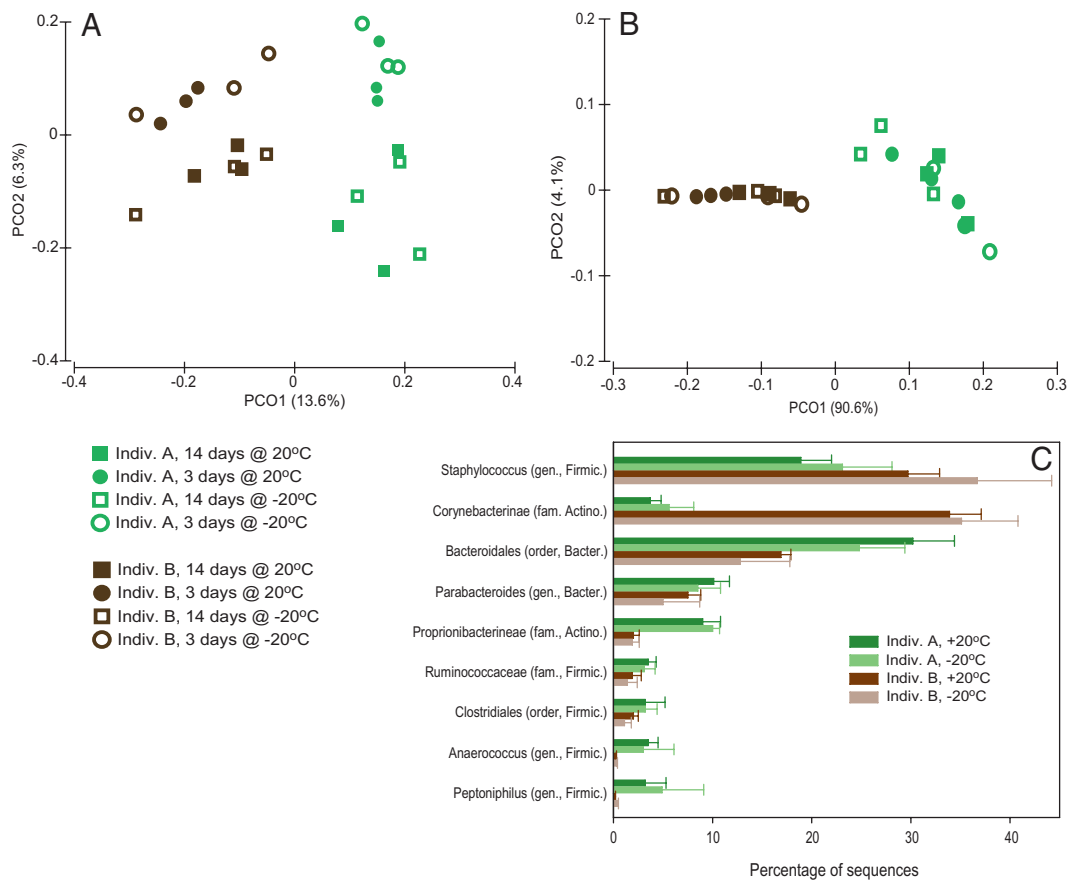 A
0.2
0
-0.2
-0.4
PCO2 (6.3%)
-0.4
-0.2
0
0.2
0.4
PCO1 (13.6%)
B
0.2
0.1
0
-0.1
-0.2
PCO2 (4.1%)
-0.3
-0.2
-0.1
0
0.1
0.2
0.3
PCO1 (90.6%)
Indiv. A, 14 days @ 20ºC
Indiv. A, 3 days @ 20ºC
Indiv. A, 14 days @ -20ºC
Indiv. A, 3 days @ -20ºC
Indiv. B, 14 days @ 20ºC
Indiv. B, 3 days @ 20ºC
Indiv. B, 14 days @ -20ºC
Indiv. B, 3 days @ -20ºC
C
Staphylococcus (gen., Firmic.)
Corynebacterinae (fam. Actino.)
Bacteroidales (order, Bacter.)
Parabacteroides (gen., Bacter.)
Proprionibacterineae (fam., Actino.)
Ruminococcaceae (fam., Firmic.)
Clostridiales (order, Firmic.)
Anaerococcus (gen., Firmic.)
Peptoniphilus (gen., Firmic.)
Indiv. A, +20ºC
Indiv. A, -20ºC
Indiv. B, +20ºC
Indiv. B, -20ºC
0
10
20
30
40
Percentage of sequences